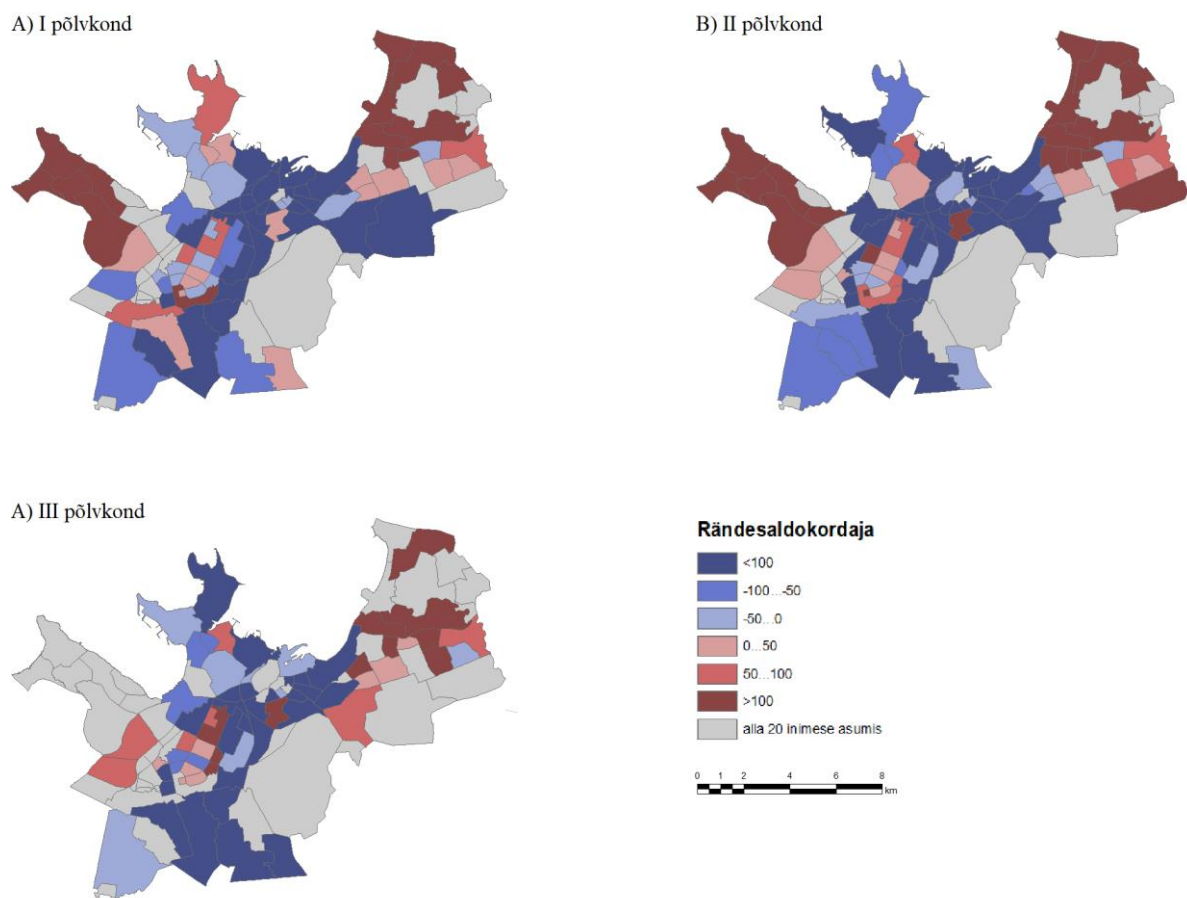 A) I põlvkond
B) II põlvkond
A) III põlvkond
Rändesaldokordaja
<100
-100...-50
-50...0
0...50
50...100
>100
alla 20 inimese asumis
0 1 2 4 6 8
km